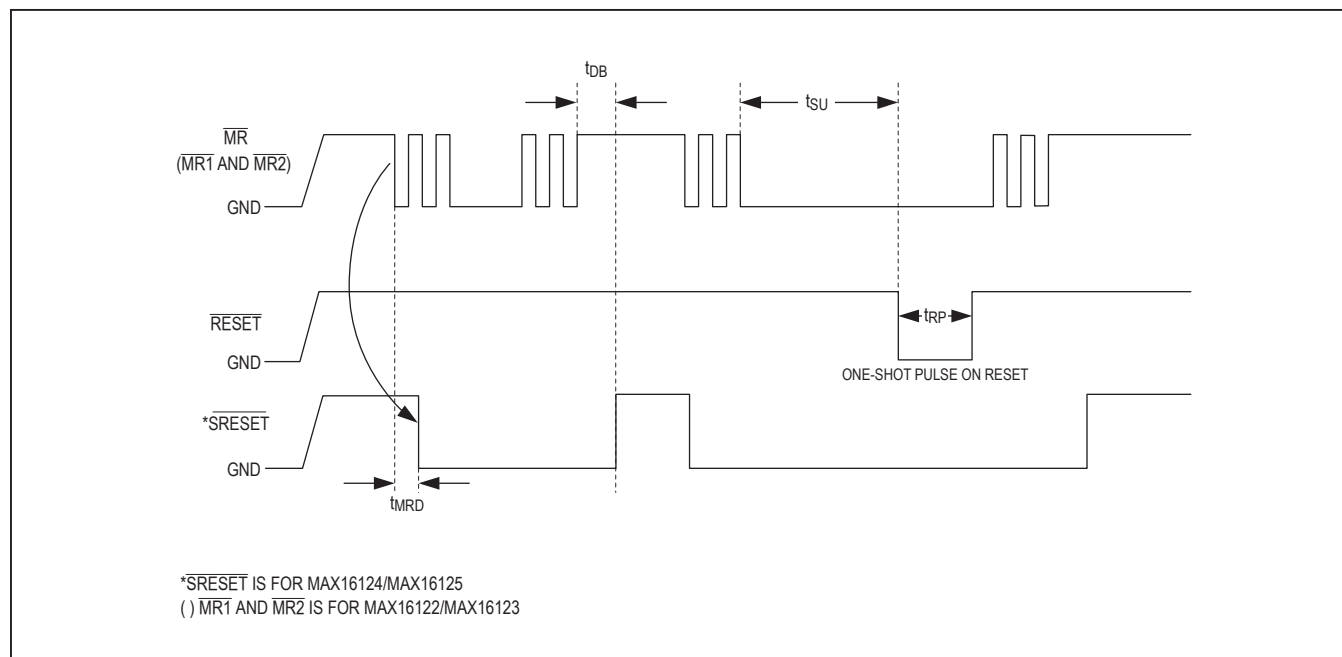 tDB
tSU
MR
(MR1 AND MR2)
GND
RESET
GND
tRP
ONE-SHOT PULSE ON RESET
*SRESET
GND
tMRD
*SRESET IS FOR MAX16124/MAX16125
( ) MR1 AND MR2 IS FOR MAX16122/MAX16123